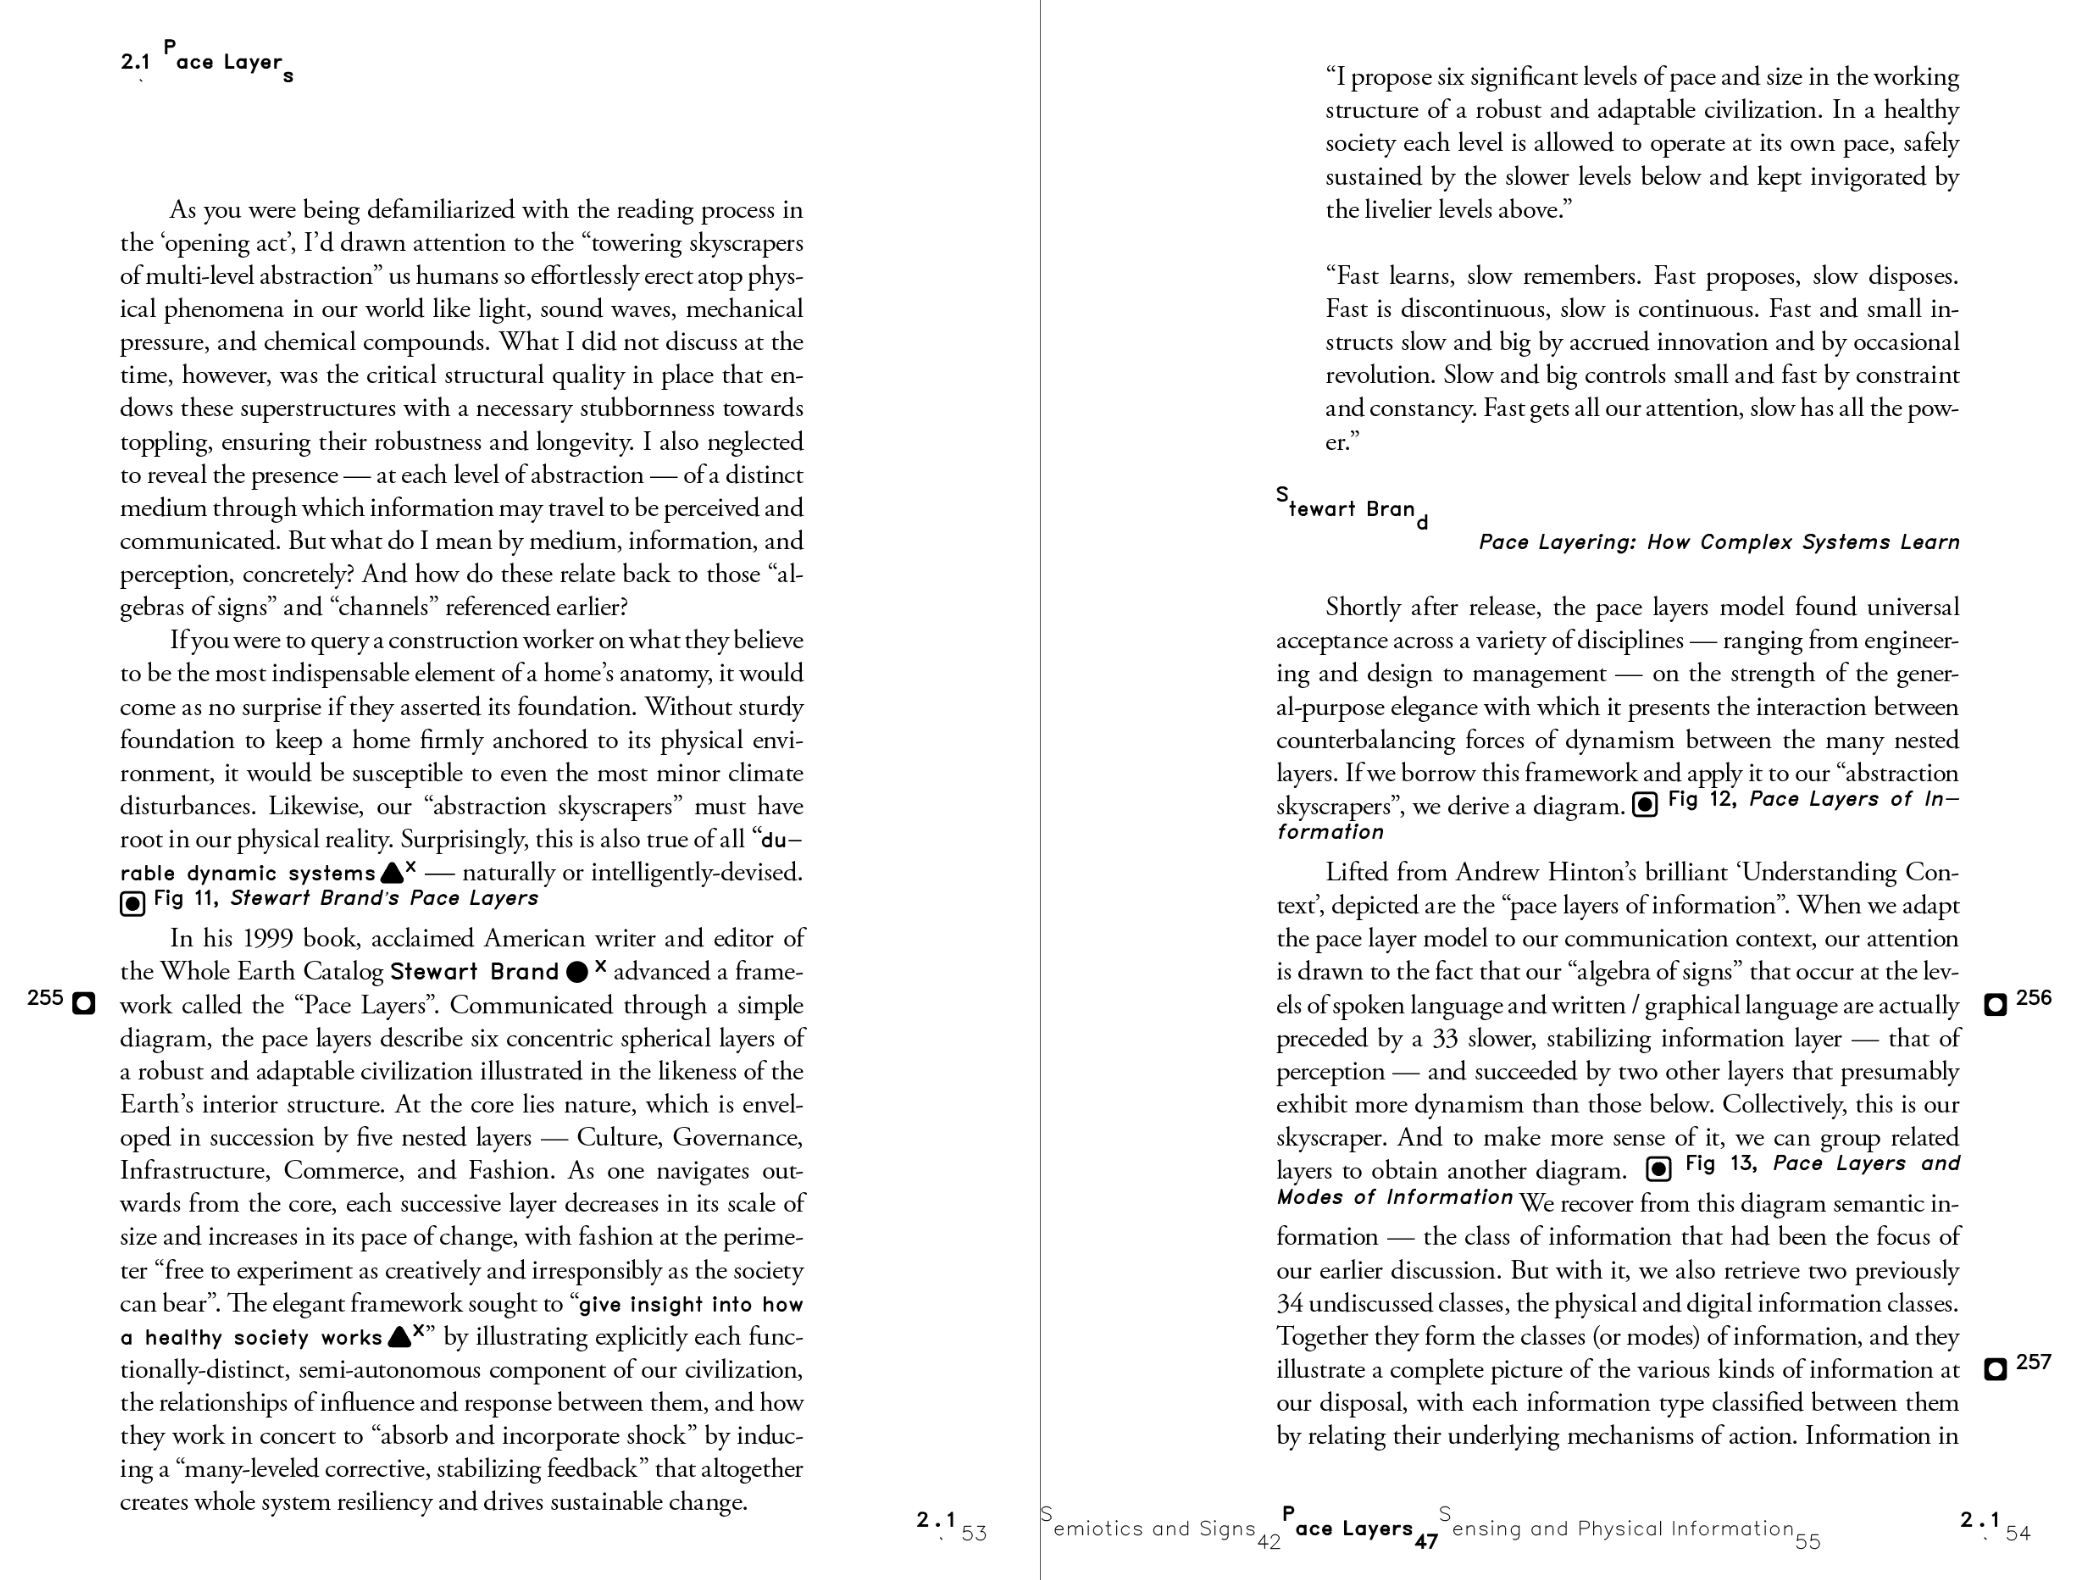 2.1 Pace Layers
As you were being defamiliarized with the reading process in
the ‘opening act’, I’d drawn attention to the “towering skyscrapers
of multi-level abstraction” us humans so effortlessly erect atop phys-
ical phenomena in our world like light, sound waves, mechanical
pressure, and chemical compounds. What I did not discuss at the
time, however, was the critical structural quality in place that en-
dows these superstructures with a necessary stubbornness towards
toppling, ensuring their robustness and longevity. I also neglected
to reveal the presence — at each level of abstraction — of a distinct
medium through which information may travel to be perceived and
communicated. But what do I mean by medium, information, and
perception, concretely? And how do these relate back to those “al-
gebras of signs” and “channels” referenced earlier?
If you were to query a construction worker on what they believe
to be the most indispensable element of a home’s anatomy, it would
come as no surprise if they asserted its foundation. Without sturdy
foundation to keep a home firmly anchored to its physical envi-
ronment, it would be susceptible to even the most minor climate
disturbances. Likewise, our “abstraction skyscrapers” must have
root in our physical reality. Surprisingly, this is also true of all “du-
rable dynamic systems▲x — naturally or intelligently-devised.
Fig 11, Stewart Brand's Pace Layers
In his 1999 book, acclaimed American writer and editor of
the Whole Earth Catalog Stewart Brand ● x advanced a frame-
255
work called the “Pace Layers”. Communicated through a simple
diagram, the pace layers describe six concentric spherical layers of
a robust and adaptable civilization illustrated in the likeness of the
Earth’s interior structure. At the core lies nature, which is envel-
oped in succession by five nested layers — Culture, Governance,
Infrastructure, Commerce, and Fashion. As one navigates out-
wards from the core, each successive layer decreases in its scale of
size and increases in its pace of change, with fashion at the perime-
ter “free to experiment as creatively and irresponsibly as the society
can bear”. The elegant framework sought to “give insight into how
a healthy society works▲x” by illustrating explicitly each func-
tionally-distinct, semi-autonomous component of our civilization,
the relationships of influence and response between them, and how
they work in concert to “absorb and incorporate shock” by induc-
ing a “many-leveled corrective, stabilizing feedback” that altogether
creates whole system resiliency and drives sustainable change.
2.1 53
“I propose six significant levels of pace and size in the working
structure of a robust and adaptable civilization. In a healthy
society each level is allowed to operate at its own pace, safely
sustained by the slower levels below and kept invigorated by
the livelier levels above.”
“Fast learns, slow remembers. Fast proposes, slow disposes.
Fast is discontinuous, slow is continuous. Fast and small in-
structs slow and big by accrued innovation and by occasional
revolution. Slow and big controls small and fast by constraint
and constancy. Fast gets all our attention, slow has all the pow-
er.”
Stewart Brand
Pace Layering: How Complex Systems Learn
Shortly after release, the pace layers model found universal
acceptance across a variety of disciplines — ranging from engineer-
ing and design to management — on the strength of the gener-
al-purpose elegance with which it presents the interaction between
counterbalancing forces of dynamism between the many nested
layers. If we borrow this framework and apply it to our “abstraction
skyscrapers”, we derive a diagram. Fig 12, Pace Layers of In-
formation
Lifted from Andrew Hinton’s brilliant ‘Understanding Con-
text’, depicted are the “pace layers of information”. When we adapt
the pace layer model to our communication context, our attention
is drawn to the fact that our “algebra of signs” that occur at the lev-
els of spoken language and written / graphical language are actually
256
preceded by a 33 slower, stabilizing information layer — that of
perception — and succeeded by two other layers that presumably
exhibit more dynamism than those below. Collectively, this is our
skyscraper. And to make more sense of it, we can group related
layers to obtain another diagram. Fig 13, Pace Layers and
Modes of Information We recover from this diagram semantic in-
formation — the class of information that had been the focus of
our earlier discussion. But with it, we also retrieve two previously
34 undiscussed classes, the physical and digital information classes.
Together they form the classes (or modes) of information, and they
illustrate a complete picture of the various kinds of information at
257
our disposal, with each information type classified between them
by relating their underlying mechanisms of action. Information in
Semiotics and Signs 42 Pace Layers 47 Sensing and Physical Information 55
2.1 54